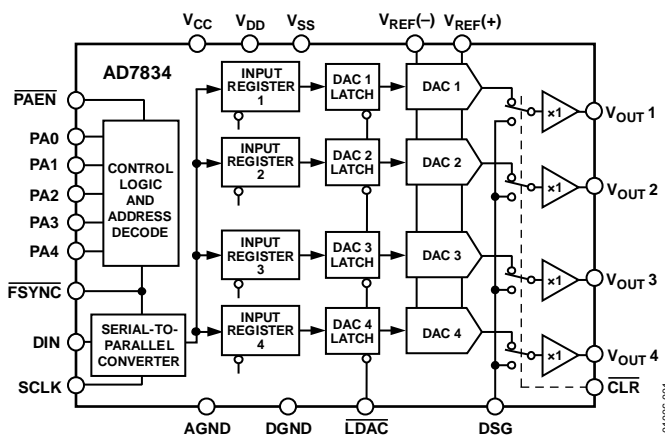 VCC
VDD
VSS
VREF(–)
VREF(+)
AD7834
PAEN
PA0
PA1
PA2
PA3
PA4
FSYNC
DIN
SCLK
CONTROL
LOGIC
AND
ADDRESS
DECODE
SERIAL-TO-
PARALLEL
CONVERTER
INPUT
REGISTER
1
DAC 1
LATCH
DAC 1
×1
VOUT 1
INPUT
REGISTER
2
DAC 2
LATCH
DAC 2
×1
VOUT 2
INPUT
REGISTER
3
DAC 3
LATCH
DAC 3
×1
VOUT 3
INPUT
REGISTER
4
DAC 4
LATCH
DAC 4
×1
VOUT 4
CLR
AGND
DGND
LDAC
DSG